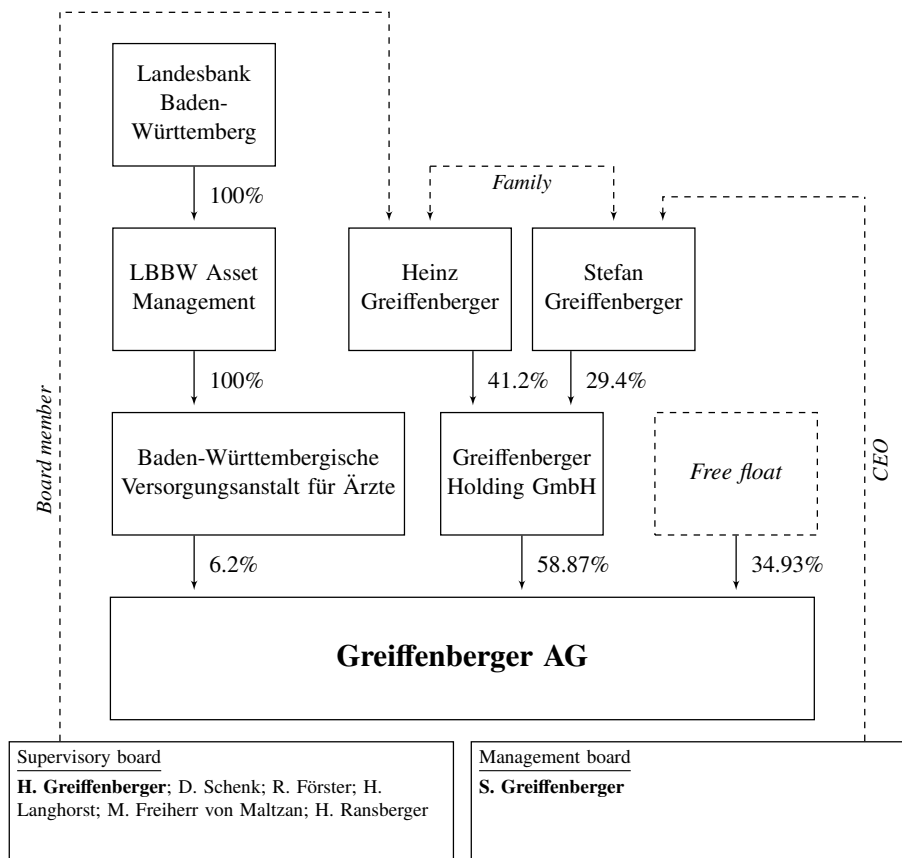 Landesbank
Baden-
Württemberg
100%
Family
LBBW Asset
Management
Heinz
Greiffenberger
Stefan
Greiffenberger
100%
41.2%
29.4%
Board member
Baden-Württembergische
Versorgungsanstalt für Ärzte
Greiffenberger
Holding GmbH
Free float
CEO
6.2%
58.87%
34.93%
Greiffenberger AG
Supervisory board
H. Greiffenberger; D. Schenk; R. Förster; H.
Langhorst; M. Freiherr von Maltzan; H. Ransberger
Management board
S. Greiffenberger